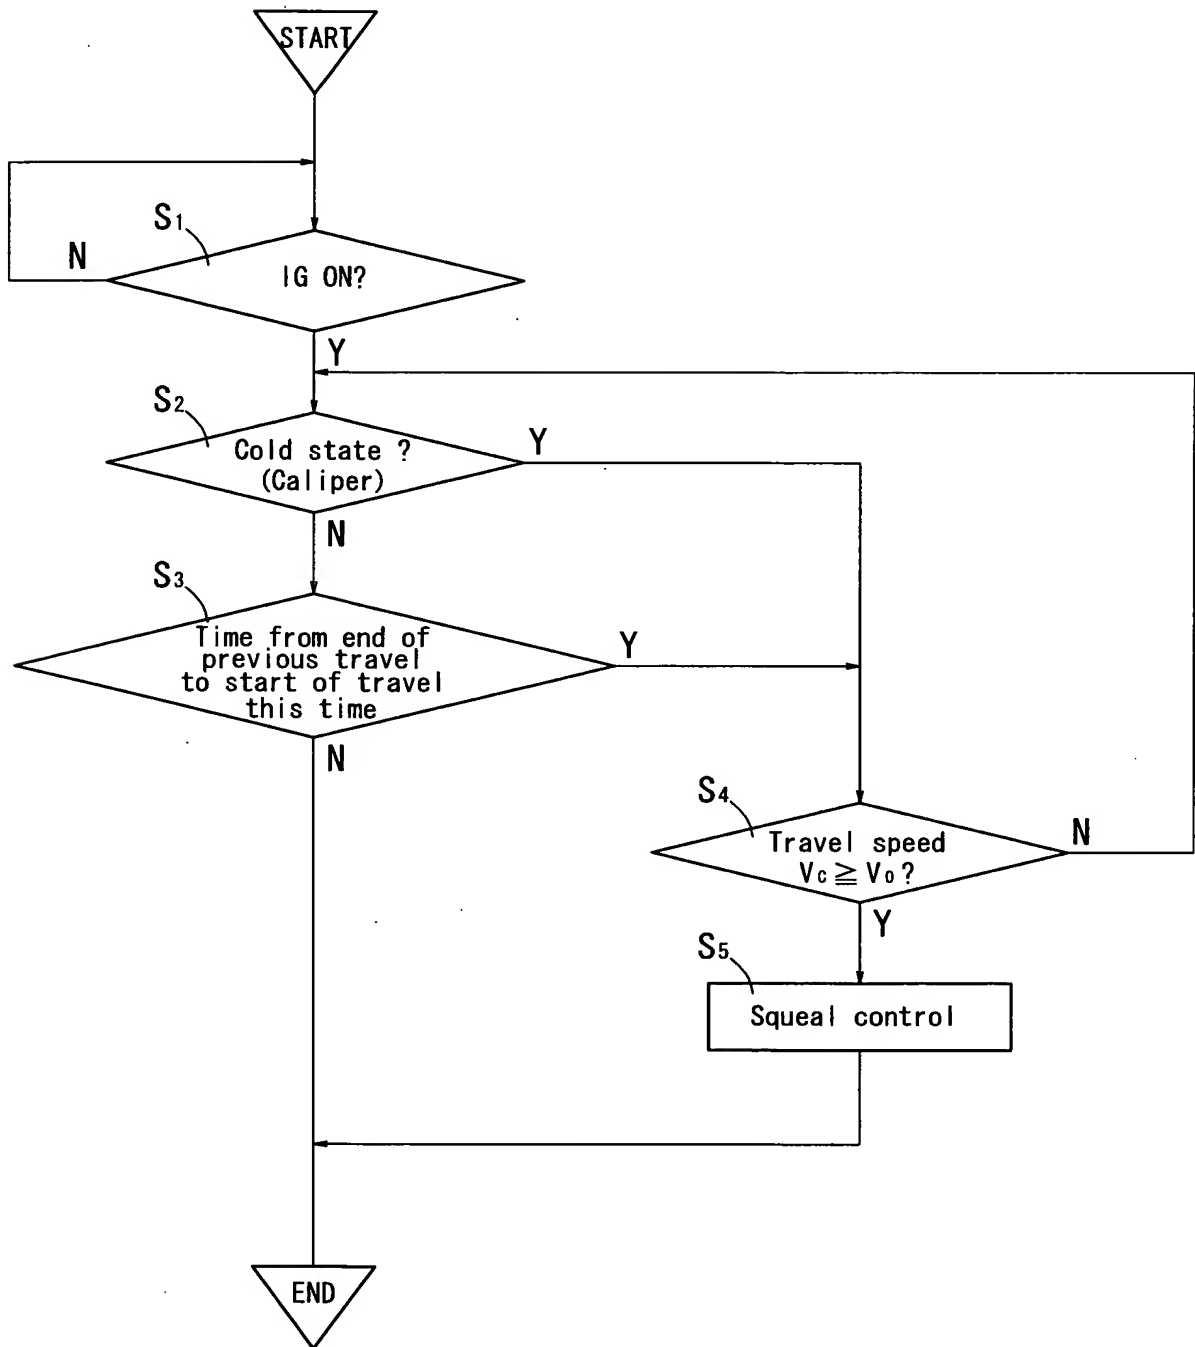 START
S1
N
IG ON?
Y
S2
Cold state ?
(Caliper)
Y
N
S3
Time from end of
previous travel
to start of travel
this time
Y
N
S4
Travel speed
Vc ≧ Vo?
N
Y
S5
Squeal control
END